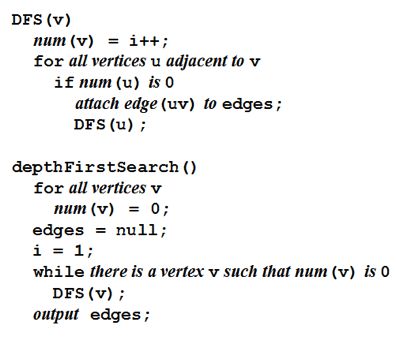 DFS(v)
num(v) = i++;
for all vertices u adjacent to v
if num(u) is 0
attach edge(uv) to edges;
DFS(u);
depthFirstSearch()
for all vertices v
num(v) = 0;
edges = null;
i = 1;
while there is a vertex v such that num(v) is 0
DFS(v);
output edges;